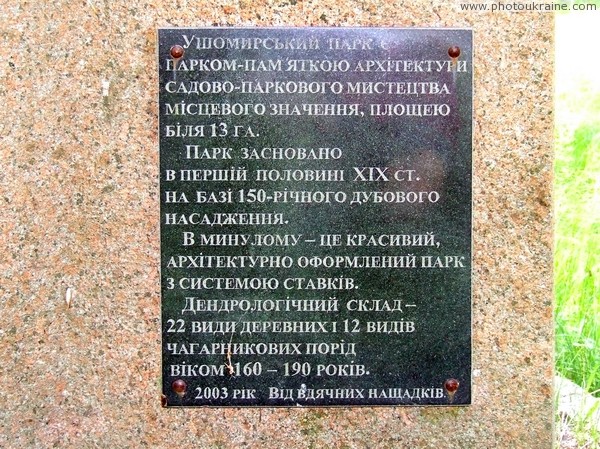 www.photoukraine.com
Ушомирський парк є
парком-пам'яткою архітектури
садово-паркового мистецтва
місцевого значення, площею
біля 13 га.
Парк засновано
в першій половині XIX ст.
на базі 150-річного дубового
насадження.
В минулому – це красивий,
архітектурно оформлений парк
з системою ставків.
Дендрологічний склад –
22 види деревних і 12 видів
чагарникових порід
віком 160 – 190 років.
2003 рік Від вдячних нащадків.